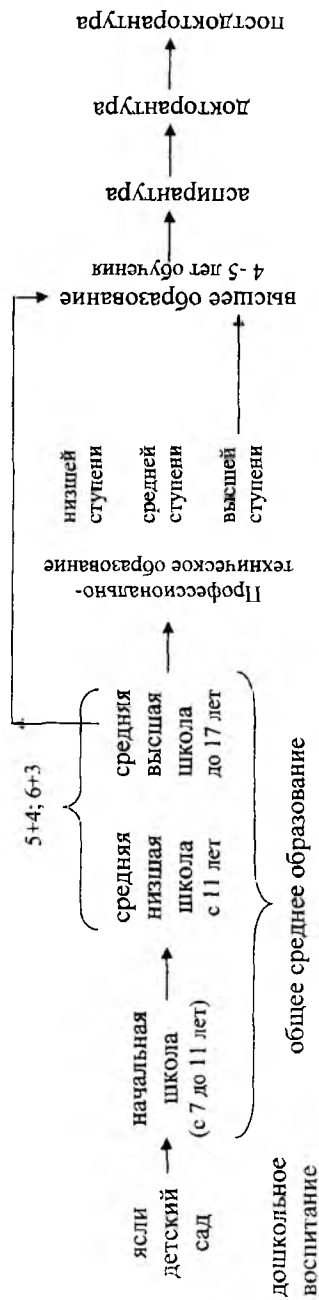 ясли
детский
сад
дошкольное
воспитание
начальная
школа
(с 7 до 11 лет)
5+4; 6+3
средняя
низшая
школа
с 11 лет
средняя
высшая
школа
до 17 лет
общее среднее образование
Профессионально-
техническое образование
низшей
ступени
средней
ступени
высшей
ступени
высшее образование
4 - 5 лет обучения
аспирантура
докторантура
постдокторантура